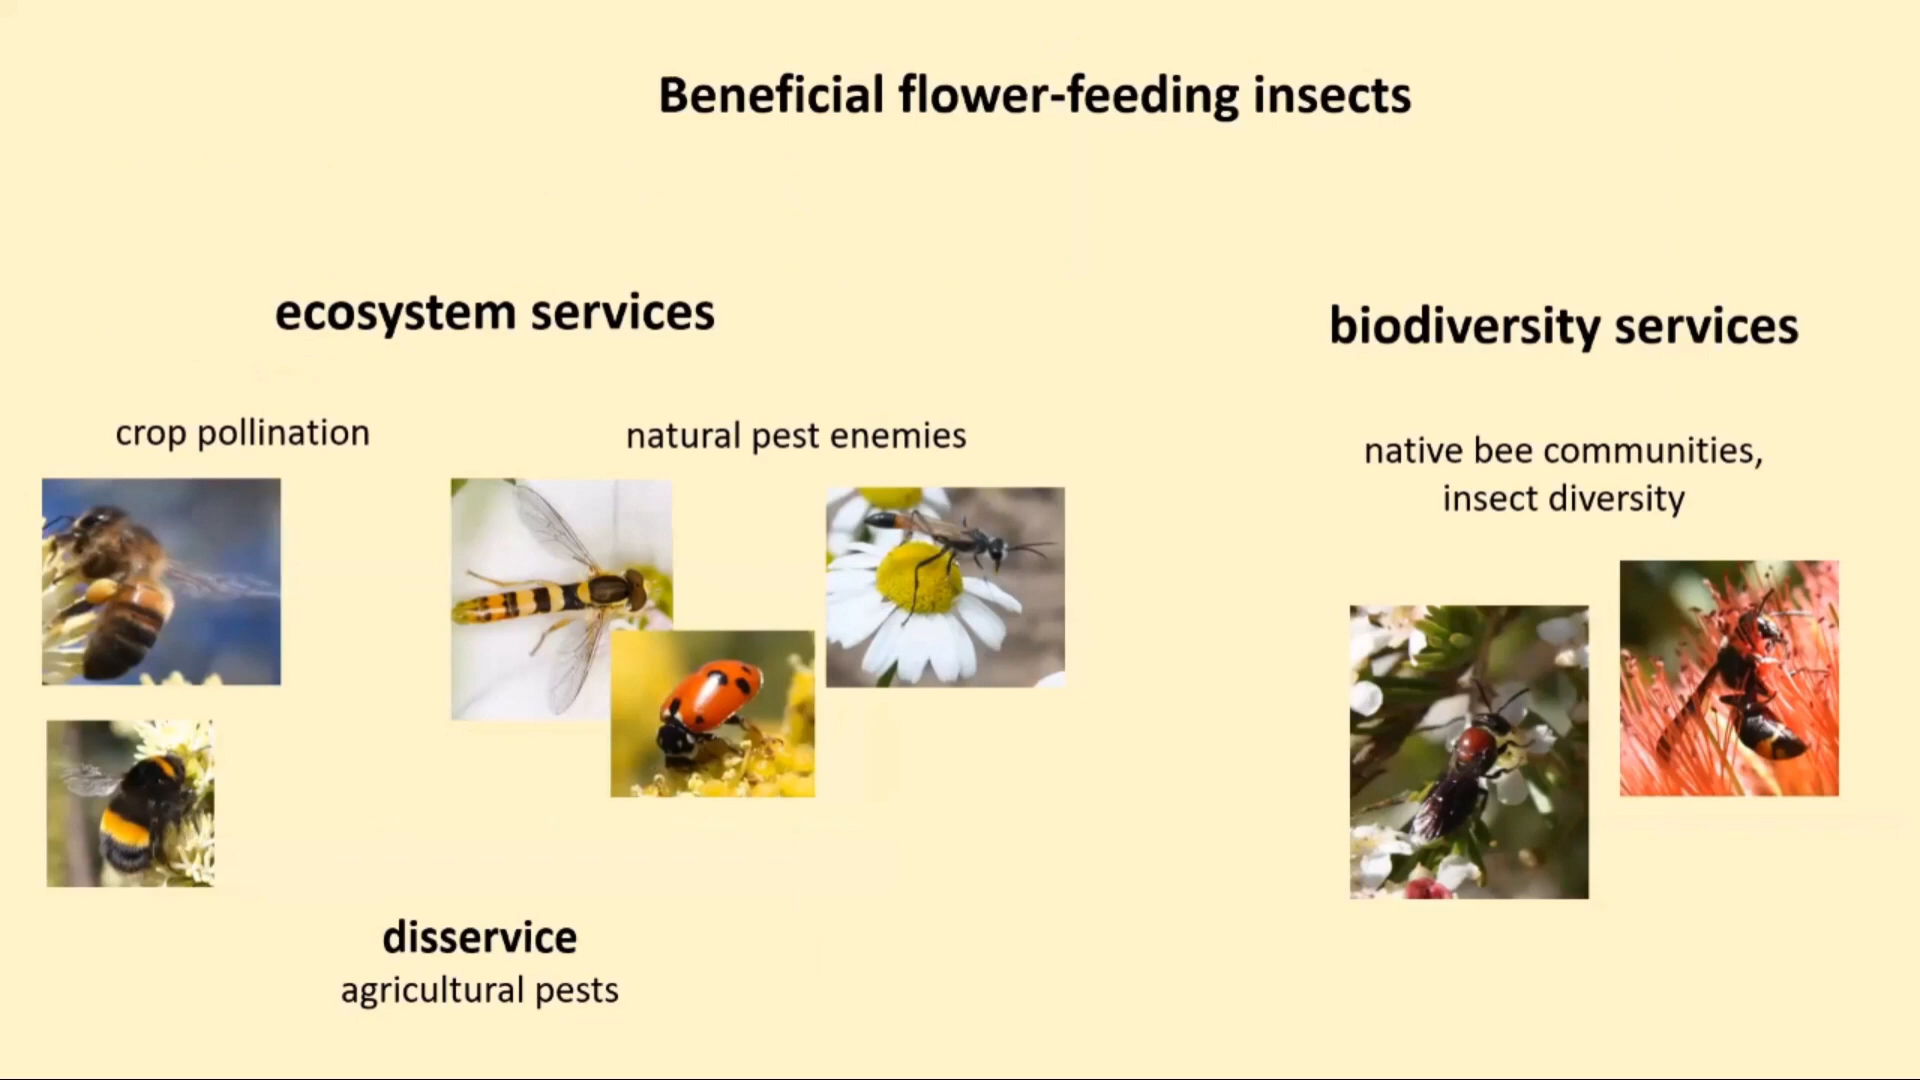 Beneficial flower-feeding insects
ecosystem services
crop pollination
natural pest enemies
disservice
agricultural pests
biodiversity services
native bee communities,
insect diversity